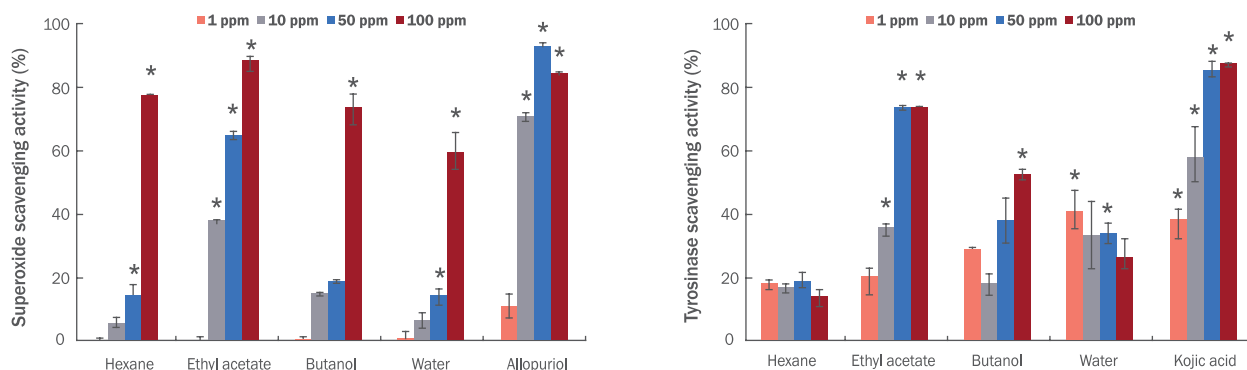 Superoxide scavenging activity (%)
1 ppm 10 ppm 50 ppm 100 ppm
100
80
60
40
20
0
* * * * * * * * * * *
Hexane Ethyl acetate Butanol Water Allopuriol
Tyrosinase scavenging activity (%)
1 ppm 10 ppm 50 ppm 100 ppm
100
80
60
40
20
0
* * * * * * * * * *
Hexane Ethyl acetate Butanol Water Kojic acid